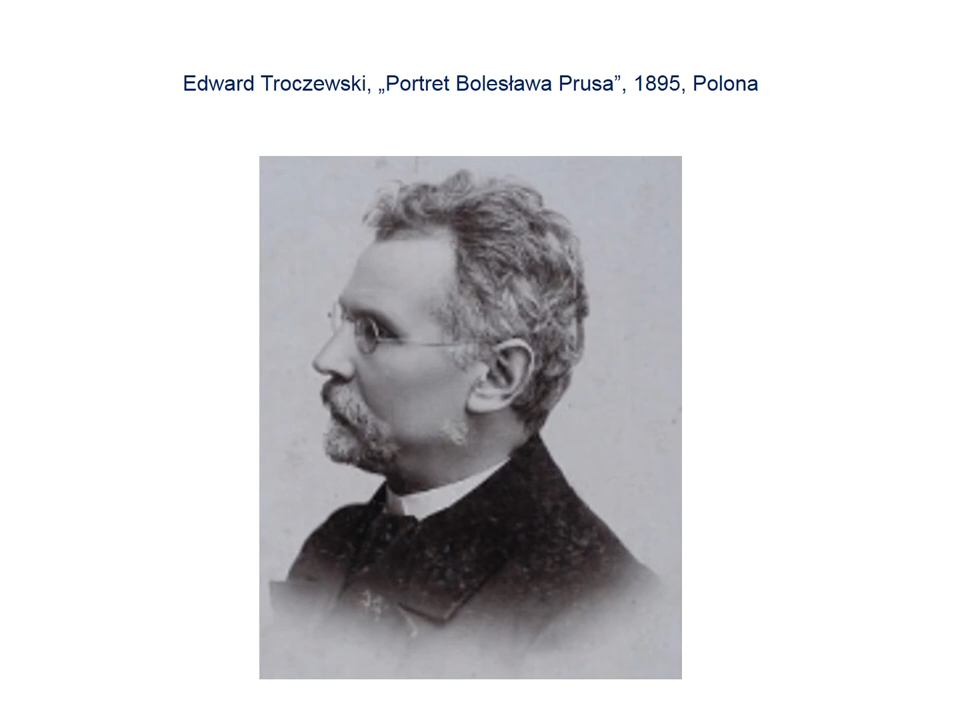 Edward Troczewski, „Portret Bolesława Prusa”, 1895, Polona